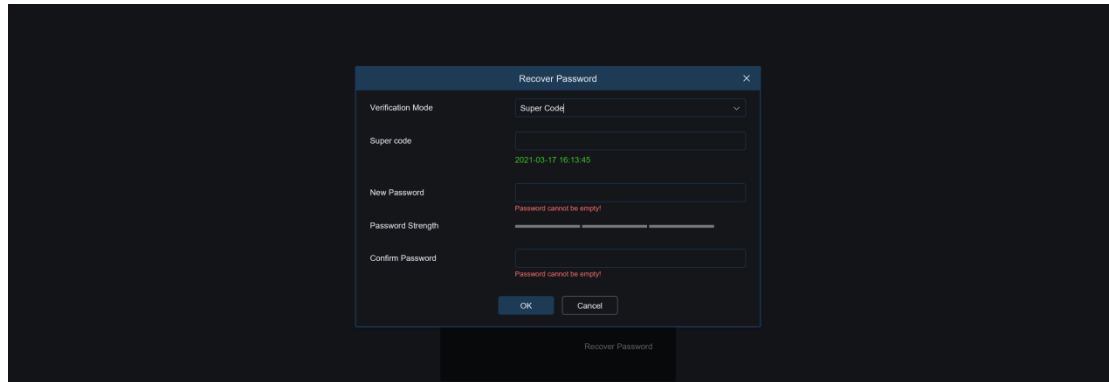 Recover Password
Verification Mode
Super Code
Super code
2021-03-17 16:13:45
New Password
Password cannot be empty!
Password Strength
Confirm Password
Password cannot be empty!
OK Cancel
Recover Password